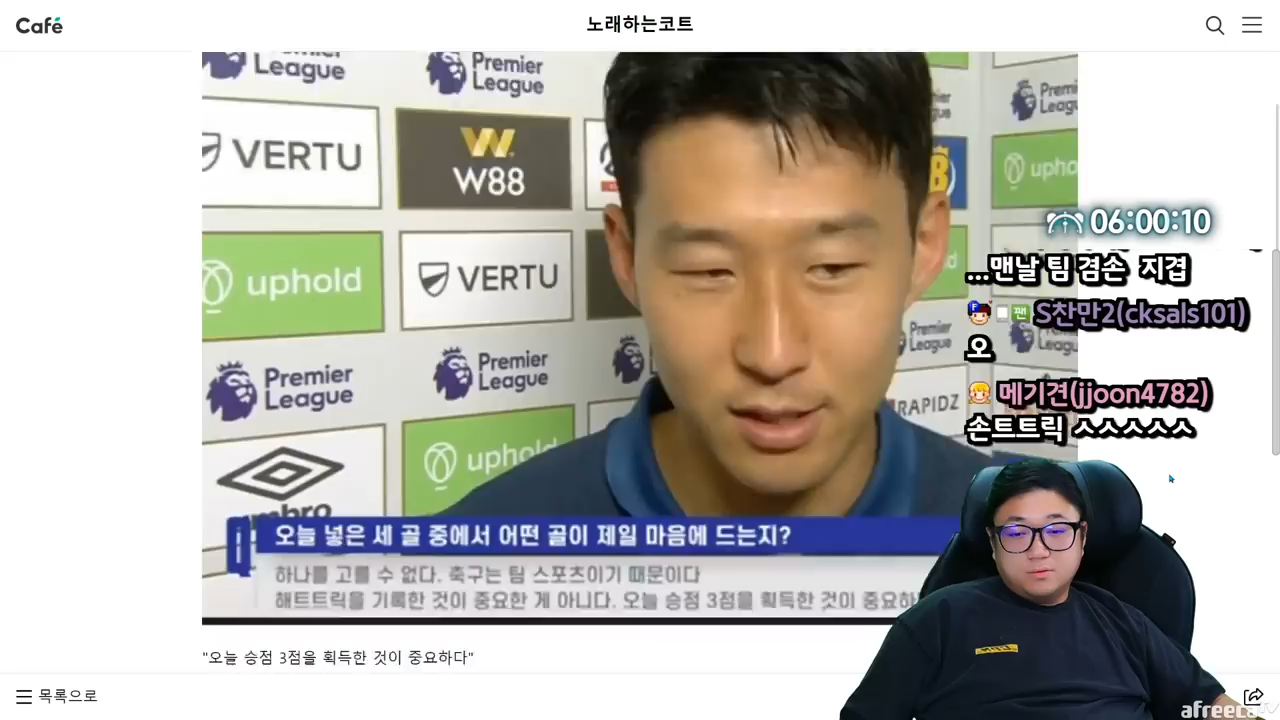 Café
노래하는코트
League
Premier
League
Premier
VERTU
W
W88
upho
06:00:10
uphold
VERTU
...맨날 팀 겸손 지겹
S찬만2(cksals101)
오
메기견(jjoon4782)
손트트릭 ㅅㅅㅅㅅㅅ
Premier
League
Premier
League
Premier
League
RAPIDZ
uphold
오늘 넣은 세 골 중에서 어떤 골이 제일 마음에 드는지?
하나를 고를 수 없다. 축구는 팀 스포츠이기 때문이다
해트트릭을 기록한 것이 중요한 게 아니다. 오늘 승점 3점을 획득한 것이 중요하
"오늘 승점 3점을 획득한 것이 중요하다"
목록으로
afreecaTV